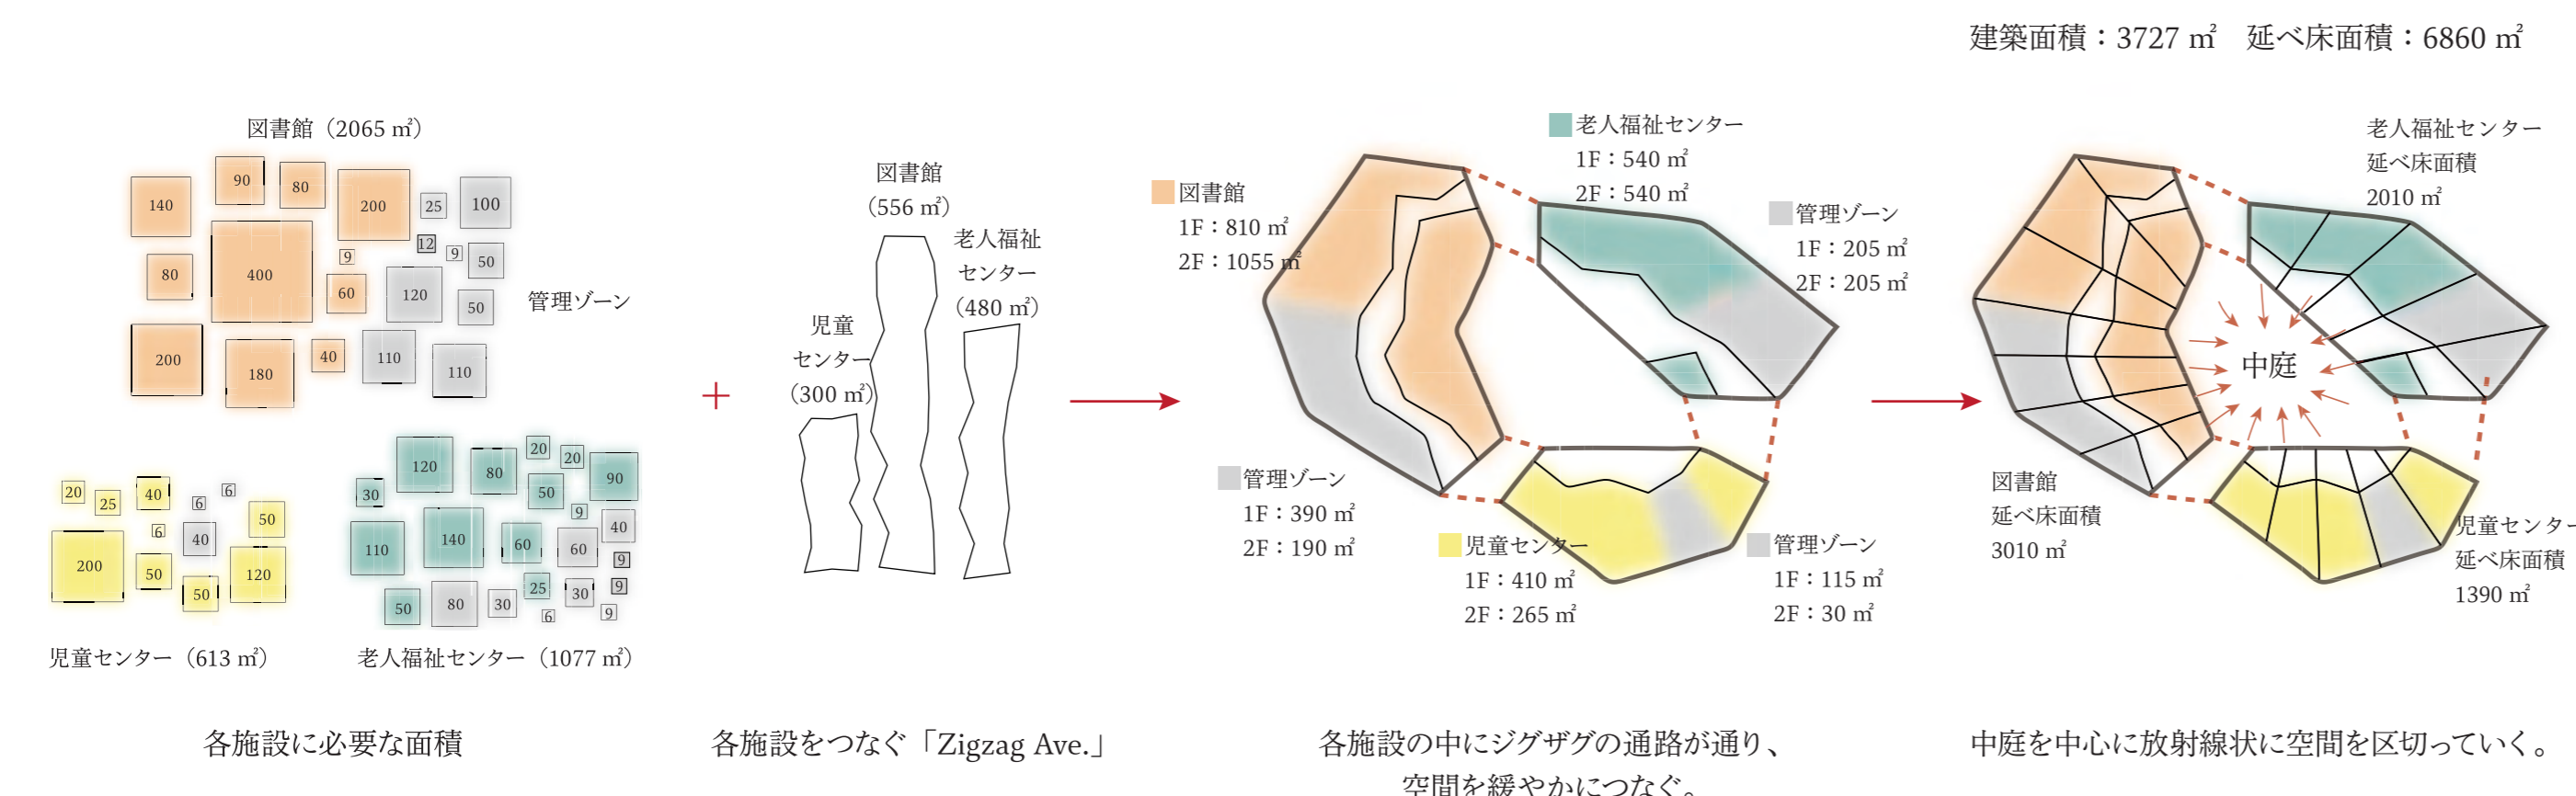 建築面積：3727 ㎡　延べ床面積：6860 ㎡
図書館（2065 ㎡）
140
90
80
200
25
100
12
9
9
50
80
400
60
120
50
管理ゾーン
200
180
40
110
110
20
25
40
6
6
50
6
40
200
50
50
120
児童センター（613 ㎡）
120
80
20
20
90
30
50
9
40
110
140
60
60
9
25
30
9
50
80
30
6
9
老人福祉センター（1077 ㎡）
各施設に必要な面積
+
図書館
（556 ㎡）
老人福祉
センター
（480 ㎡）
児童
センター
（300 ㎡）
各施設をつなぐ「Zigzag Ave.」
図書館
1F：810 ㎡
2F：1055 ㎡
老人福祉センター
1F：540 ㎡
2F：540 ㎡
管理ゾーン
1F：205 ㎡
2F：205 ㎡
管理ゾーン
1F：390 ㎡
2F：190 ㎡
児童センター
1F：410 ㎡
2F：265 ㎡
管理ゾーン
1F：115 ㎡
2F：30 ㎡
各施設の中にジグザグの通路が通り、
空間を緩やかにつなぐ。
老人福祉センター
延べ床面積
2010 ㎡
中庭
図書館
延べ床面積
3010 ㎡
児童センター
延べ床面積
1390 ㎡
中庭を中心に放射線状に空間を区切っていく。